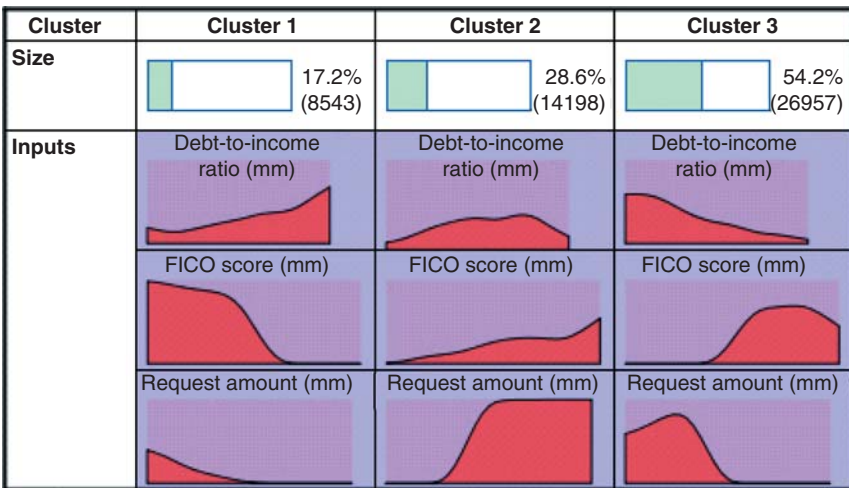 Cluster Cluster 1 Cluster 2 Cluster 3
Size
17.2%
(8543)
28.6%
(14198)
54.2%
(26957)
Inputs
Debt-to-income
ratio (mm)
Debt-to-income
ratio (mm)
Debt-to-income
ratio (mm)
FICO score (mm) FICO score (mm) FICO score (mm)
Request amount (mm) Request amount (mm) Request amount (mm)